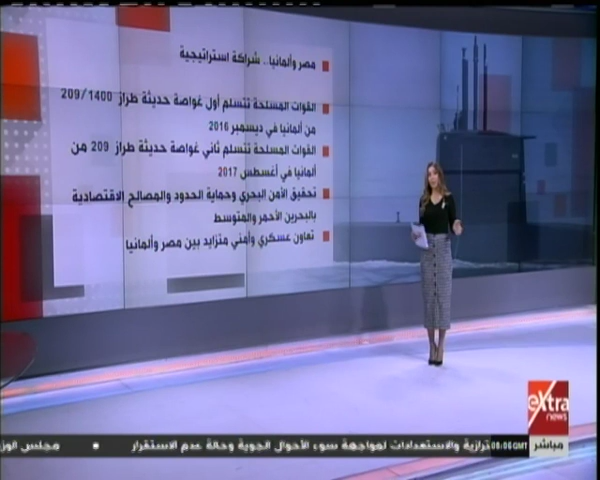 مصر وألمانيا.. شراكة استراتيجية
القوات المسلحة تتسلم أول غواصة حديثة طراز 209/1400
من ألمانيا في ديسمبر 2016
القوات المسلحة تتسلم ثاني غواصة حديثة طراز 209 من
ألمانيا في أغسطس 2017
تحقيق الأمن البحري وحماية الحدود والمصالح الاقتصادية
بالبحرين الأحمر والمتوسط
تعاون عسكري وأمني متزايد بين مصر وألمانيا
eXtra
news
مباشر
08:06 GMT
ترازية والاستعدادات لمواجهة سوء الأحوال الجوية وحالة عدم الاستقرار
مجلس الوز